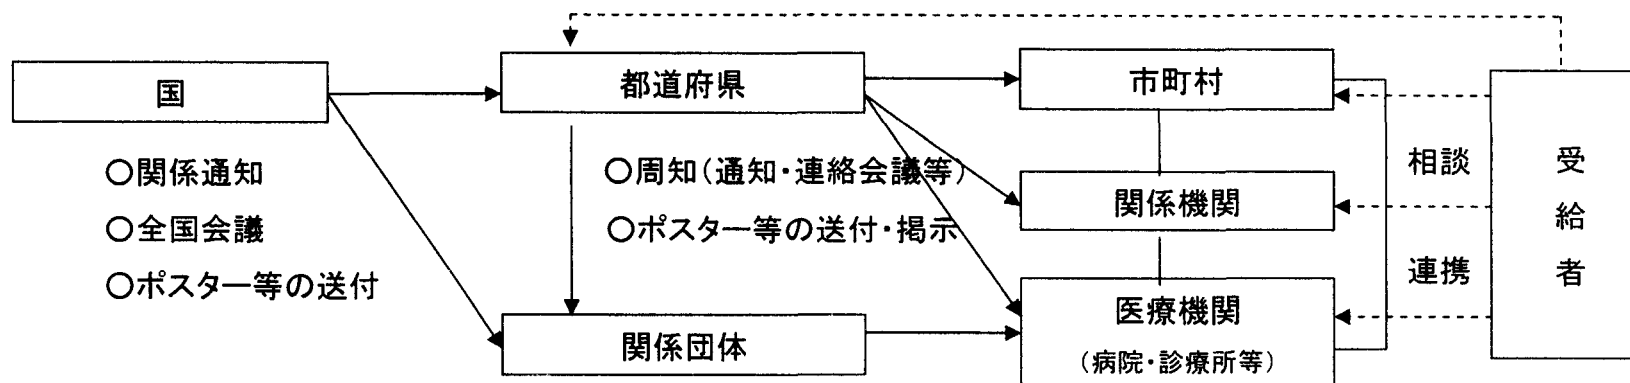 国
○関係通知
○全国会議
○ポスター等の送付
都道府県
○周知(通知・連絡会議等)
○ポスター等の送付・掲示
関係団体
市町村
関係機関
医療機関
(病院・診療所等)
相談
連携
受給者